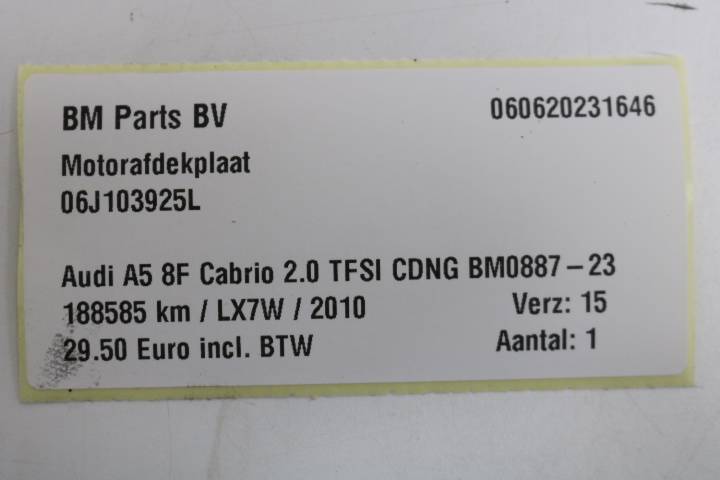 BM Parts BV 060620231646
Motorafdekplaat
06J103925L
Audi A5 8F Cabrio 2.0 TFSI CDNG BM0887-23
188585 km / LX7W / 2010 Verz: 15
29.50 Euro incl. BTW Aantal: 1